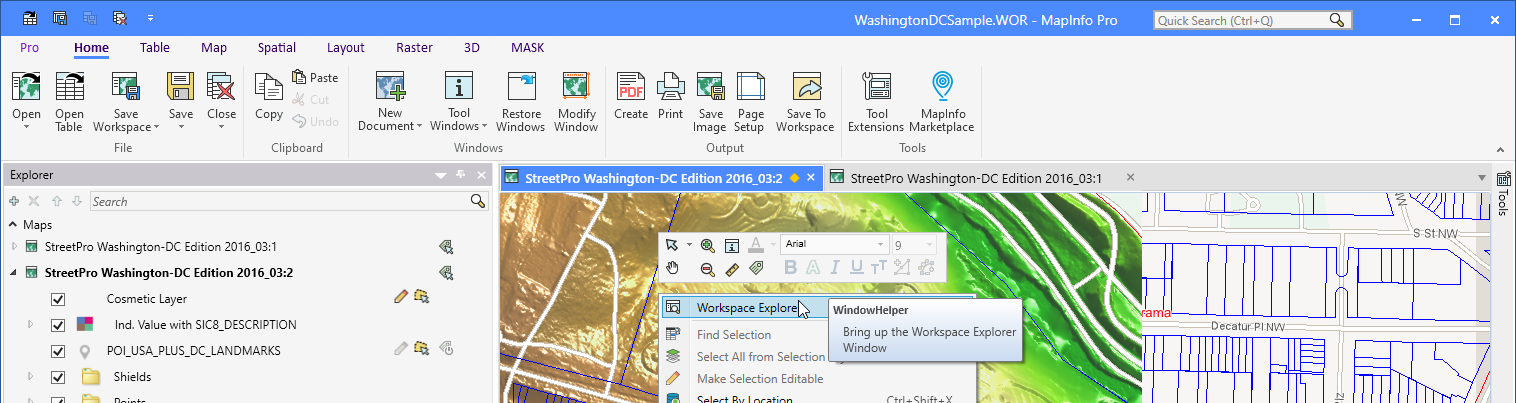 WashingtonDCSample.WOR - MapInfo Pro
Quick Search (Ctrl+Q)
Pro Home Table Map Spatial Layout Raster 3D MASK
Open
Open Table
Save Workspace
Save
Close
File
Copy
Paste
Cut
Undo
Clipboard
New Document
Tool Windows
Restore Windows
Modify Window
Windows
PDF
Create
Print
Save Image
Page Setup
Save To Workspace
Output
Tool Extensions
MapInfo Marketplace
Tools
Explorer
Search
Maps
StreetPro Washington-DC Edition 2016_03:1
StreetPro Washington-DC Edition 2016_03:2
Cosmetic Layer
Ind. Value with SIC8_DESCRIPTION
POI_USA_PLUS_DC_LANDMARKS
Shields
Points
StreetPro Washington-DC Edition 2016_03:2
StreetPro Washington-DC Edition 2016_03:1
Tools
A Arial 9
B A I U TT
Workspace Explorer
Find Selection
Select All from Selection
Make Selection Editable
Select By Location Ctrl+Shift+X
WindowHelper
Bring up the Workspace Explorer
Window
S St NW
Decatur Pl NW